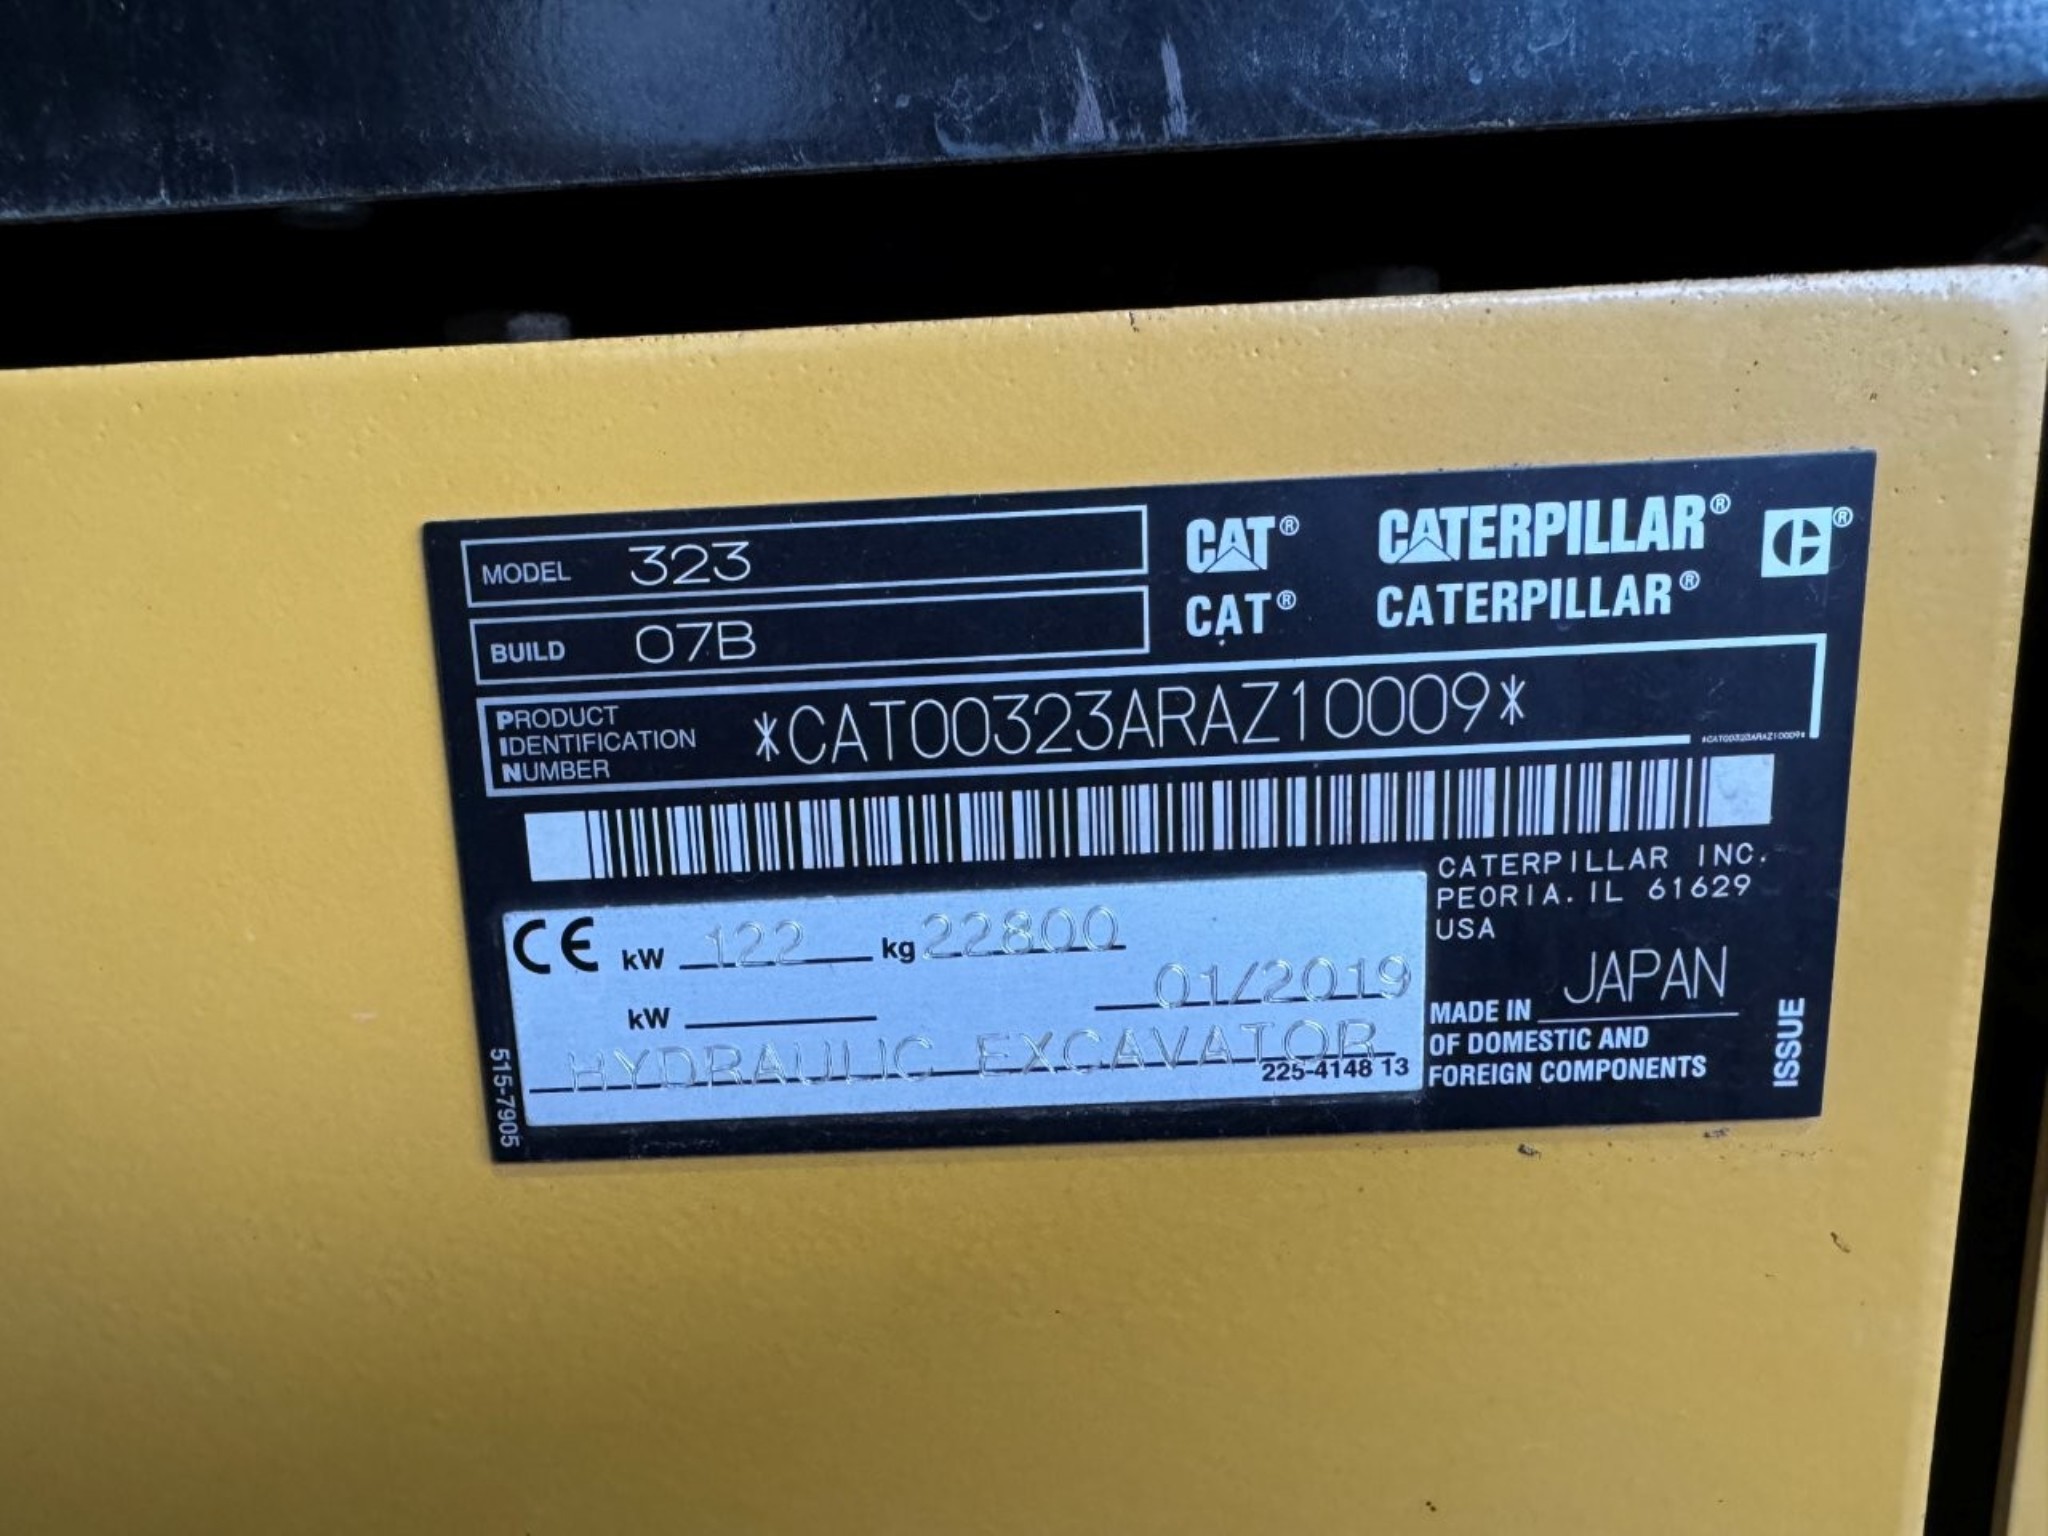 MODEL 323
BUILD 07B
CAT® CATERPILLAR® ®
CAT® CATERPILLAR®
PRODUCT
IDENTIFICATION
NUMBER
*CAT00323ARAZ10009*
*CAT00323ARAZ10009*
CATERPILLAR INC.
PEORIA. IL 61629
USA
CE kW 122 kg 22800
kW 01/2019
HYDRAULIC EXCAVATOR
225-4148 13
MADE IN JAPAN
OF DOMESTIC AND
FOREIGN COMPONENTS
ISSUE
515-7905